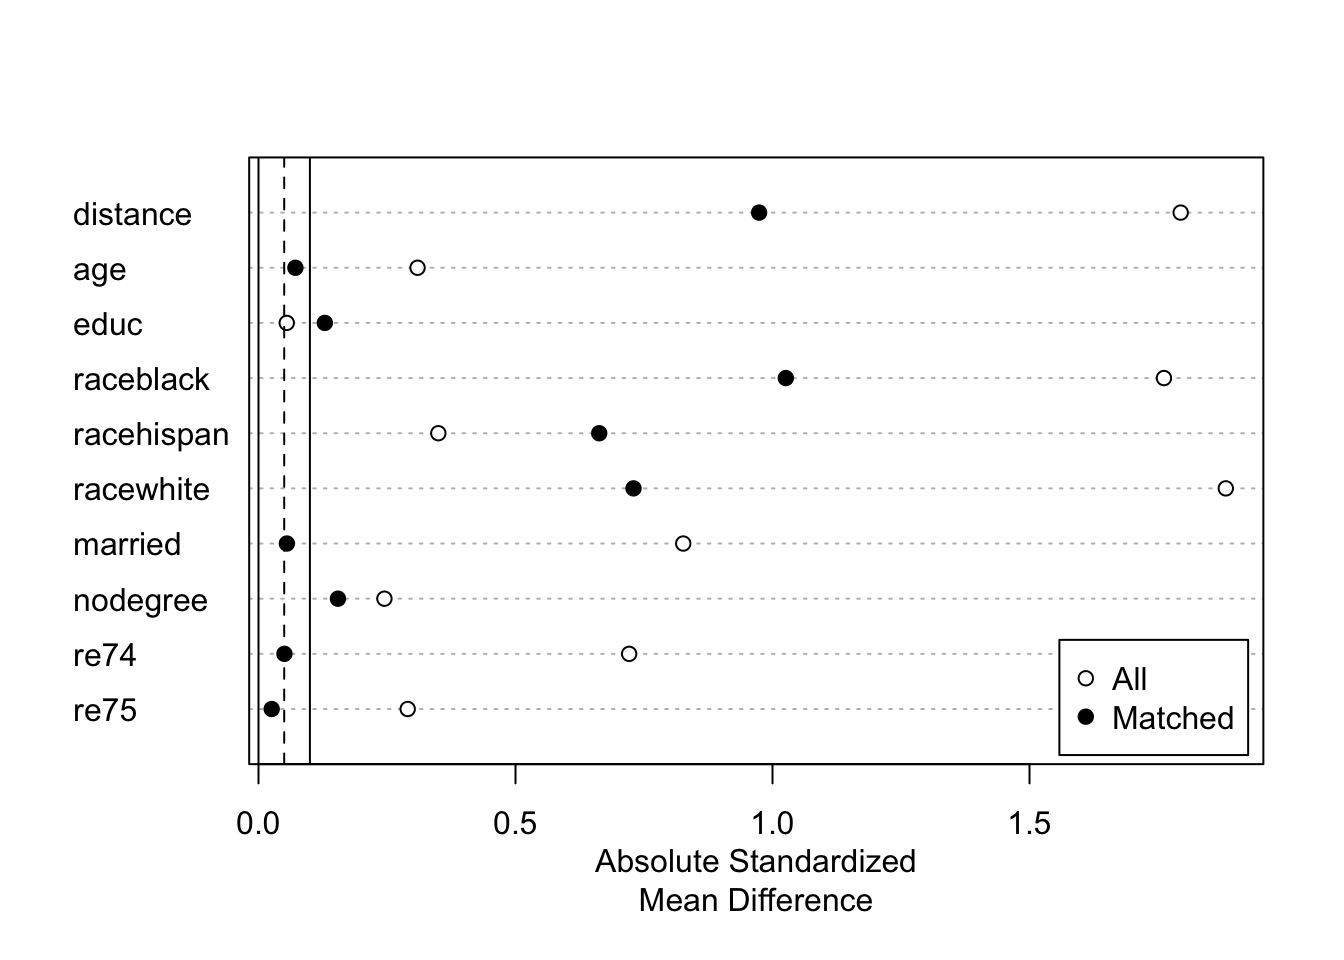 distance
age
educ
raceblack
racehispan
racewhite
married
nodegree
re74
re75
All
Matched
0.0 0.5 1.0 1.5
Absolute Standardized
Mean Difference